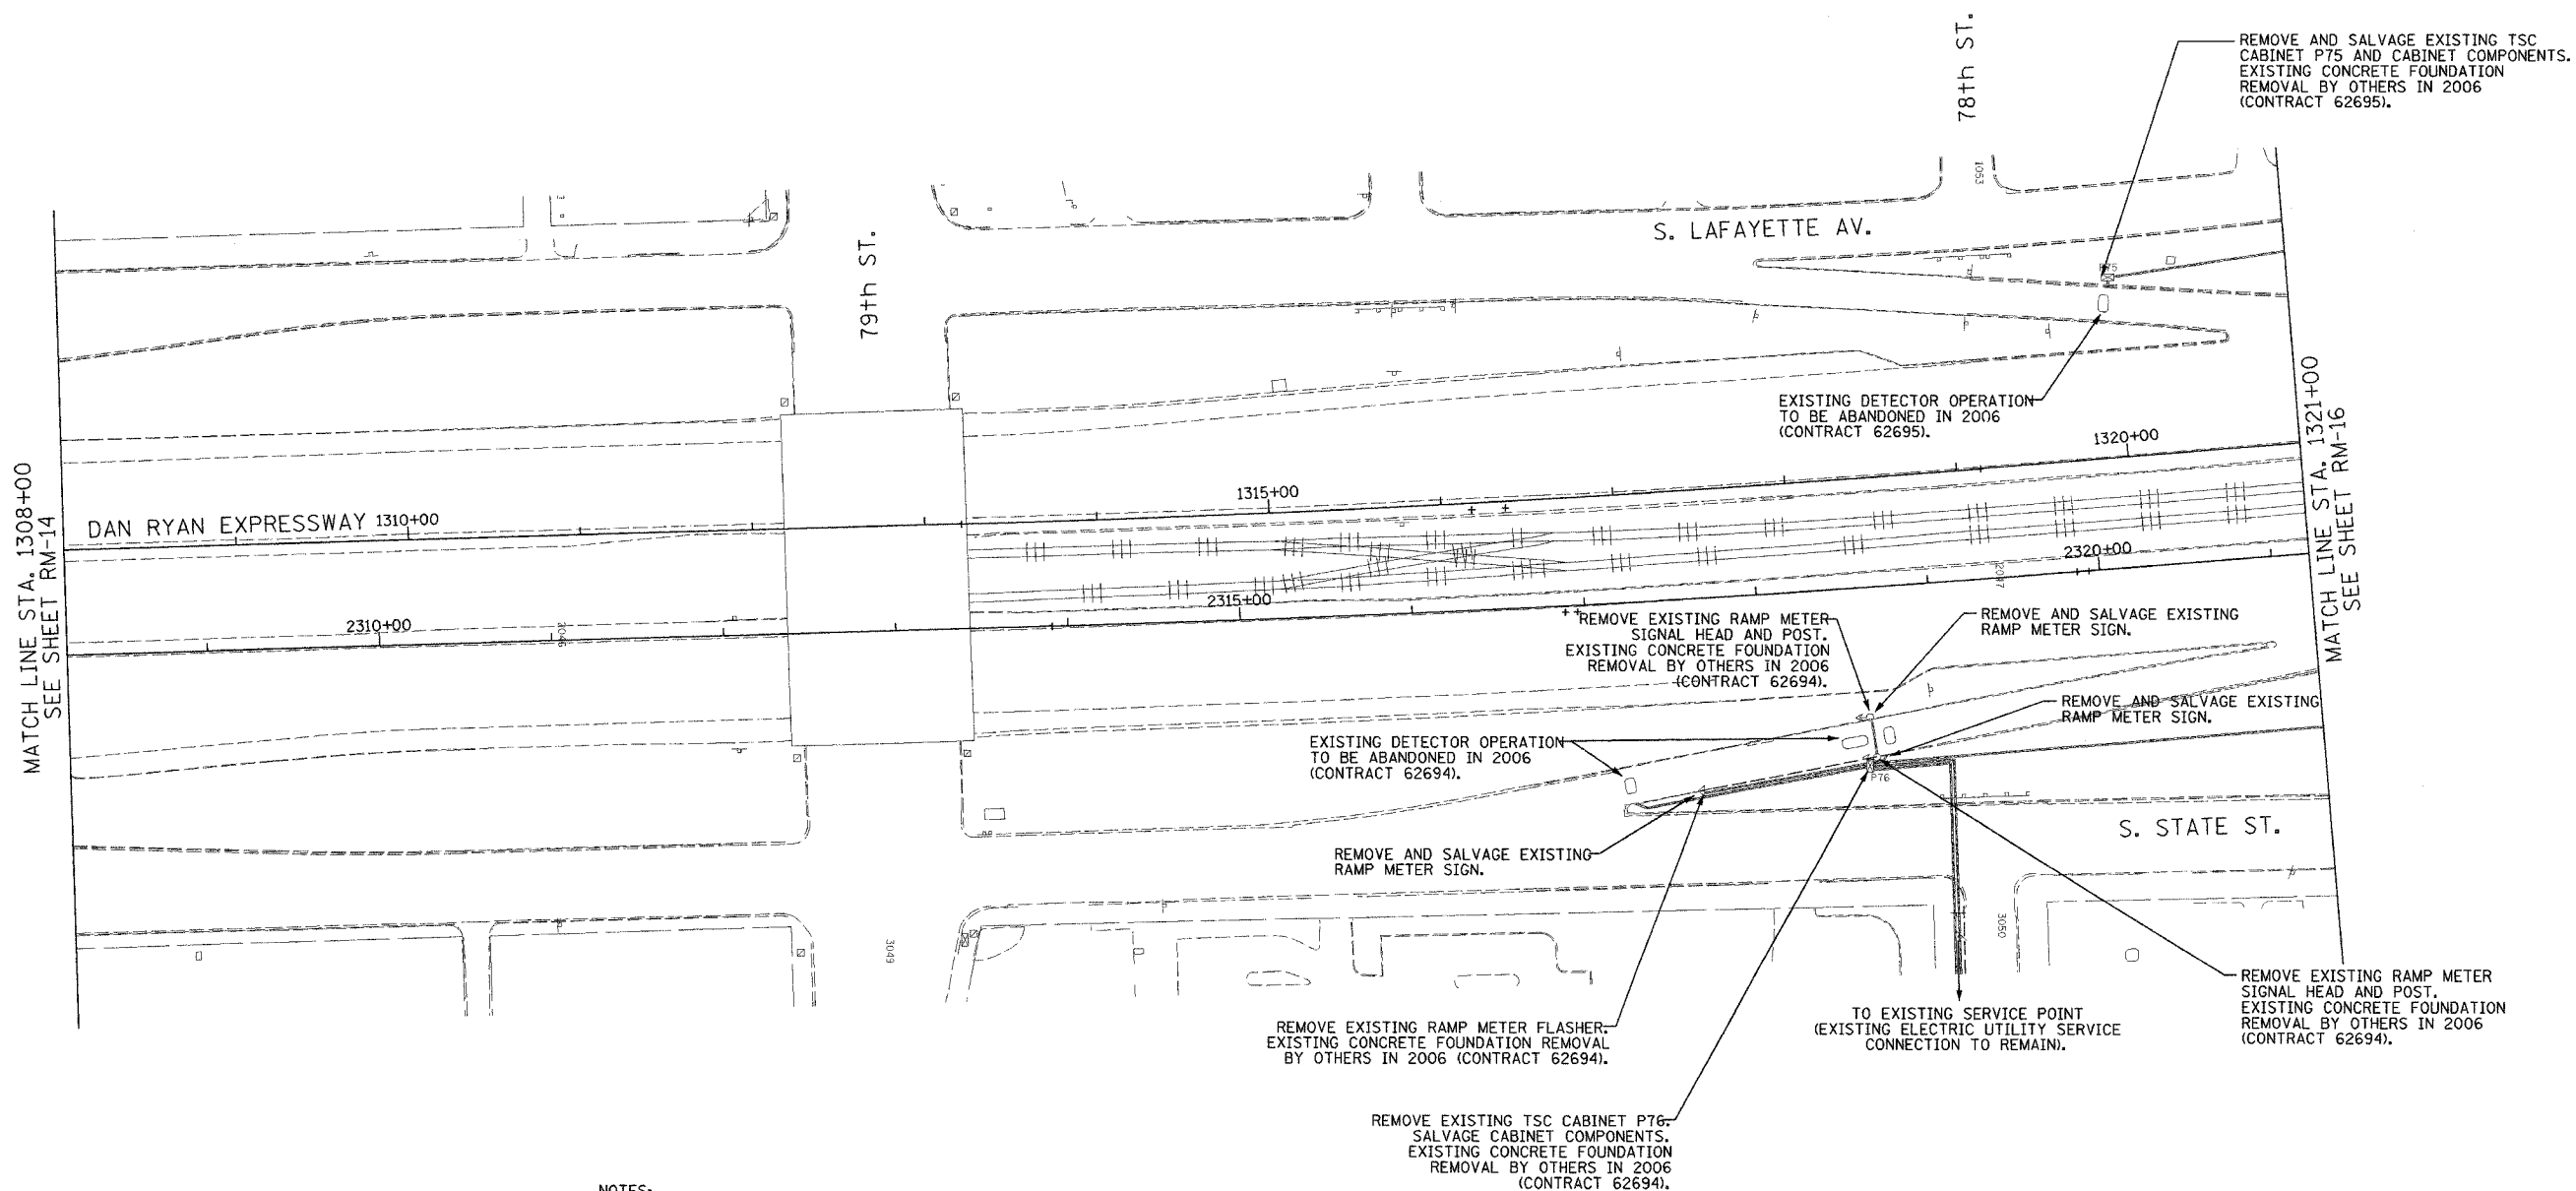 78th ST.
REMOVE AND SALVAGE EXISTING TSC
CABINET P75 AND CABINET COMPONENTS.
EXISTING CONCRETE FOUNDATION
REMOVAL BY OTHERS IN 2006
(CONTRACT 62695).
1053
S. LAFAYETTE AV.
79th ST.
P75
EXISTING DETECTOR OPERATION
TO BE ABANDONED IN 2006
(CONTRACT 62695).
MATCH LINE STA. 1308+00
SEE SHEET RM-14
MATCH LINE STA. 1321+00
SEE SHEET RM-16
1320+00
1315+00
DAN RYAN EXPRESSWAY 1310+00
2320+00
2047
2315+00
2310+00
2046
REMOVE EXISTING RAMP METER
SIGNAL HEAD AND POST.
EXISTING CONCRETE FOUNDATION
REMOVAL BY OTHERS IN 2006
(CONTRACT 62694).
REMOVE AND SALVAGE EXISTING
RAMP METER SIGN.
REMOVE AND SALVAGE EXISTING
RAMP METER SIGN.
EXISTING DETECTOR OPERATION
TO BE ABANDONED IN 2006
(CONTRACT 62694).
P76
S. STATE ST.
REMOVE AND SALVAGE EXISTING
RAMP METER SIGN.
3049
3050
REMOVE EXISTING RAMP METER FLASHER.
EXISTING CONCRETE FOUNDATION REMOVAL
BY OTHERS IN 2006 (CONTRACT 62694).
TO EXISTING SERVICE POINT
(EXISTING ELECTRIC UTILITY SERVICE
CONNECTION TO REMAIN).
REMOVE EXISTING RAMP METER
SIGNAL HEAD AND POST.
EXISTING CONCRETE FOUNDATION
REMOVAL BY OTHERS IN 2006
(CONTRACT 62694).
REMOVE EXISTING TSC CABINET P76.
SALVAGE CABINET COMPONENTS.
EXISTING CONCRETE FOUNDATION
REMOVAL BY OTHERS IN 2006
(CONTRACT 62694).
NOTES: